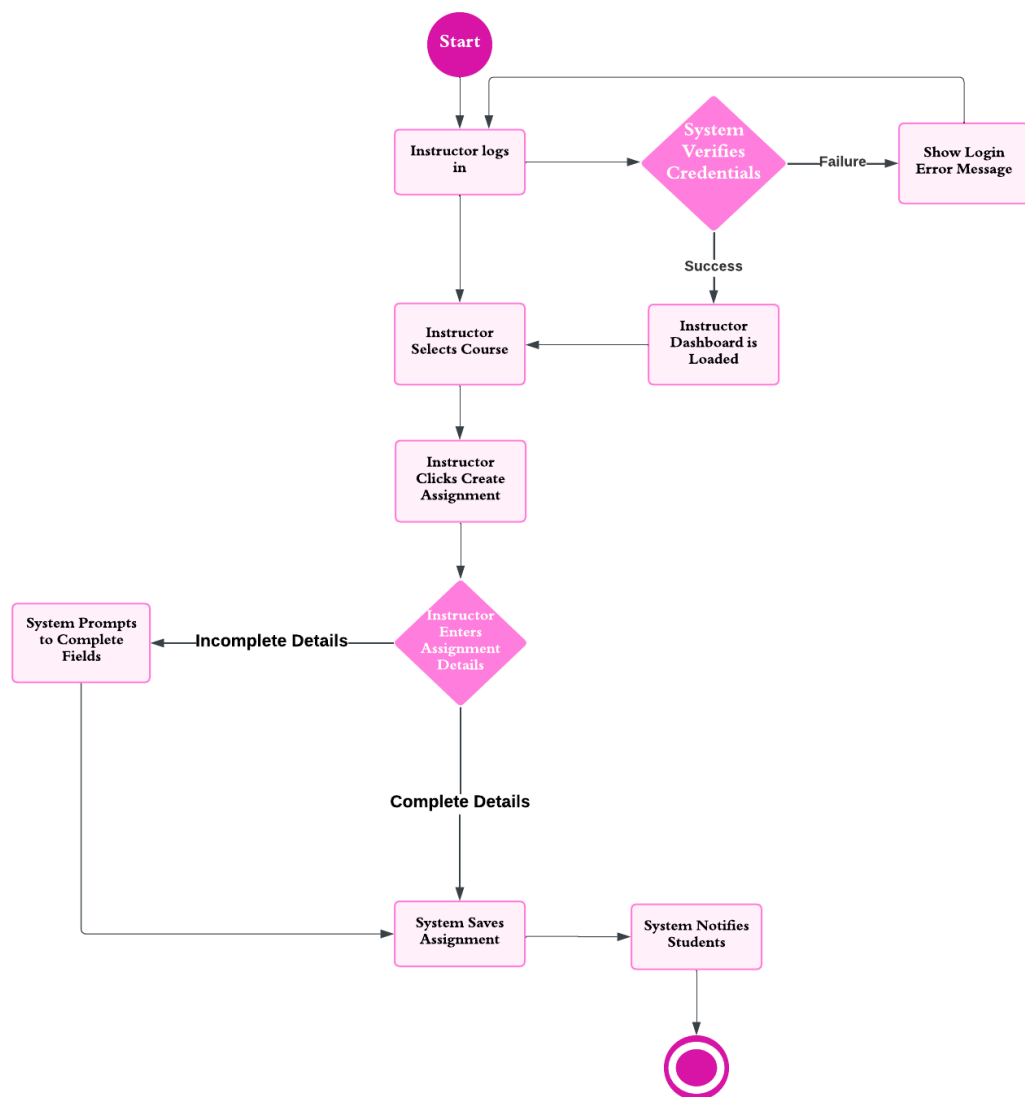 Start
Instructor logs
in
System
Verifies
Credentials
Failure
Show Login
Error Message
Success
Instructor
Selects Course
Instructor
Dashboard is
Loaded
Instructor
Clicks Create
Assignment
System Prompts
to Complete
Fields
Incomplete Details
Instructor
Enters
Assignment
Details
Complete Details
System Saves
Assignment
System Notifies
Students